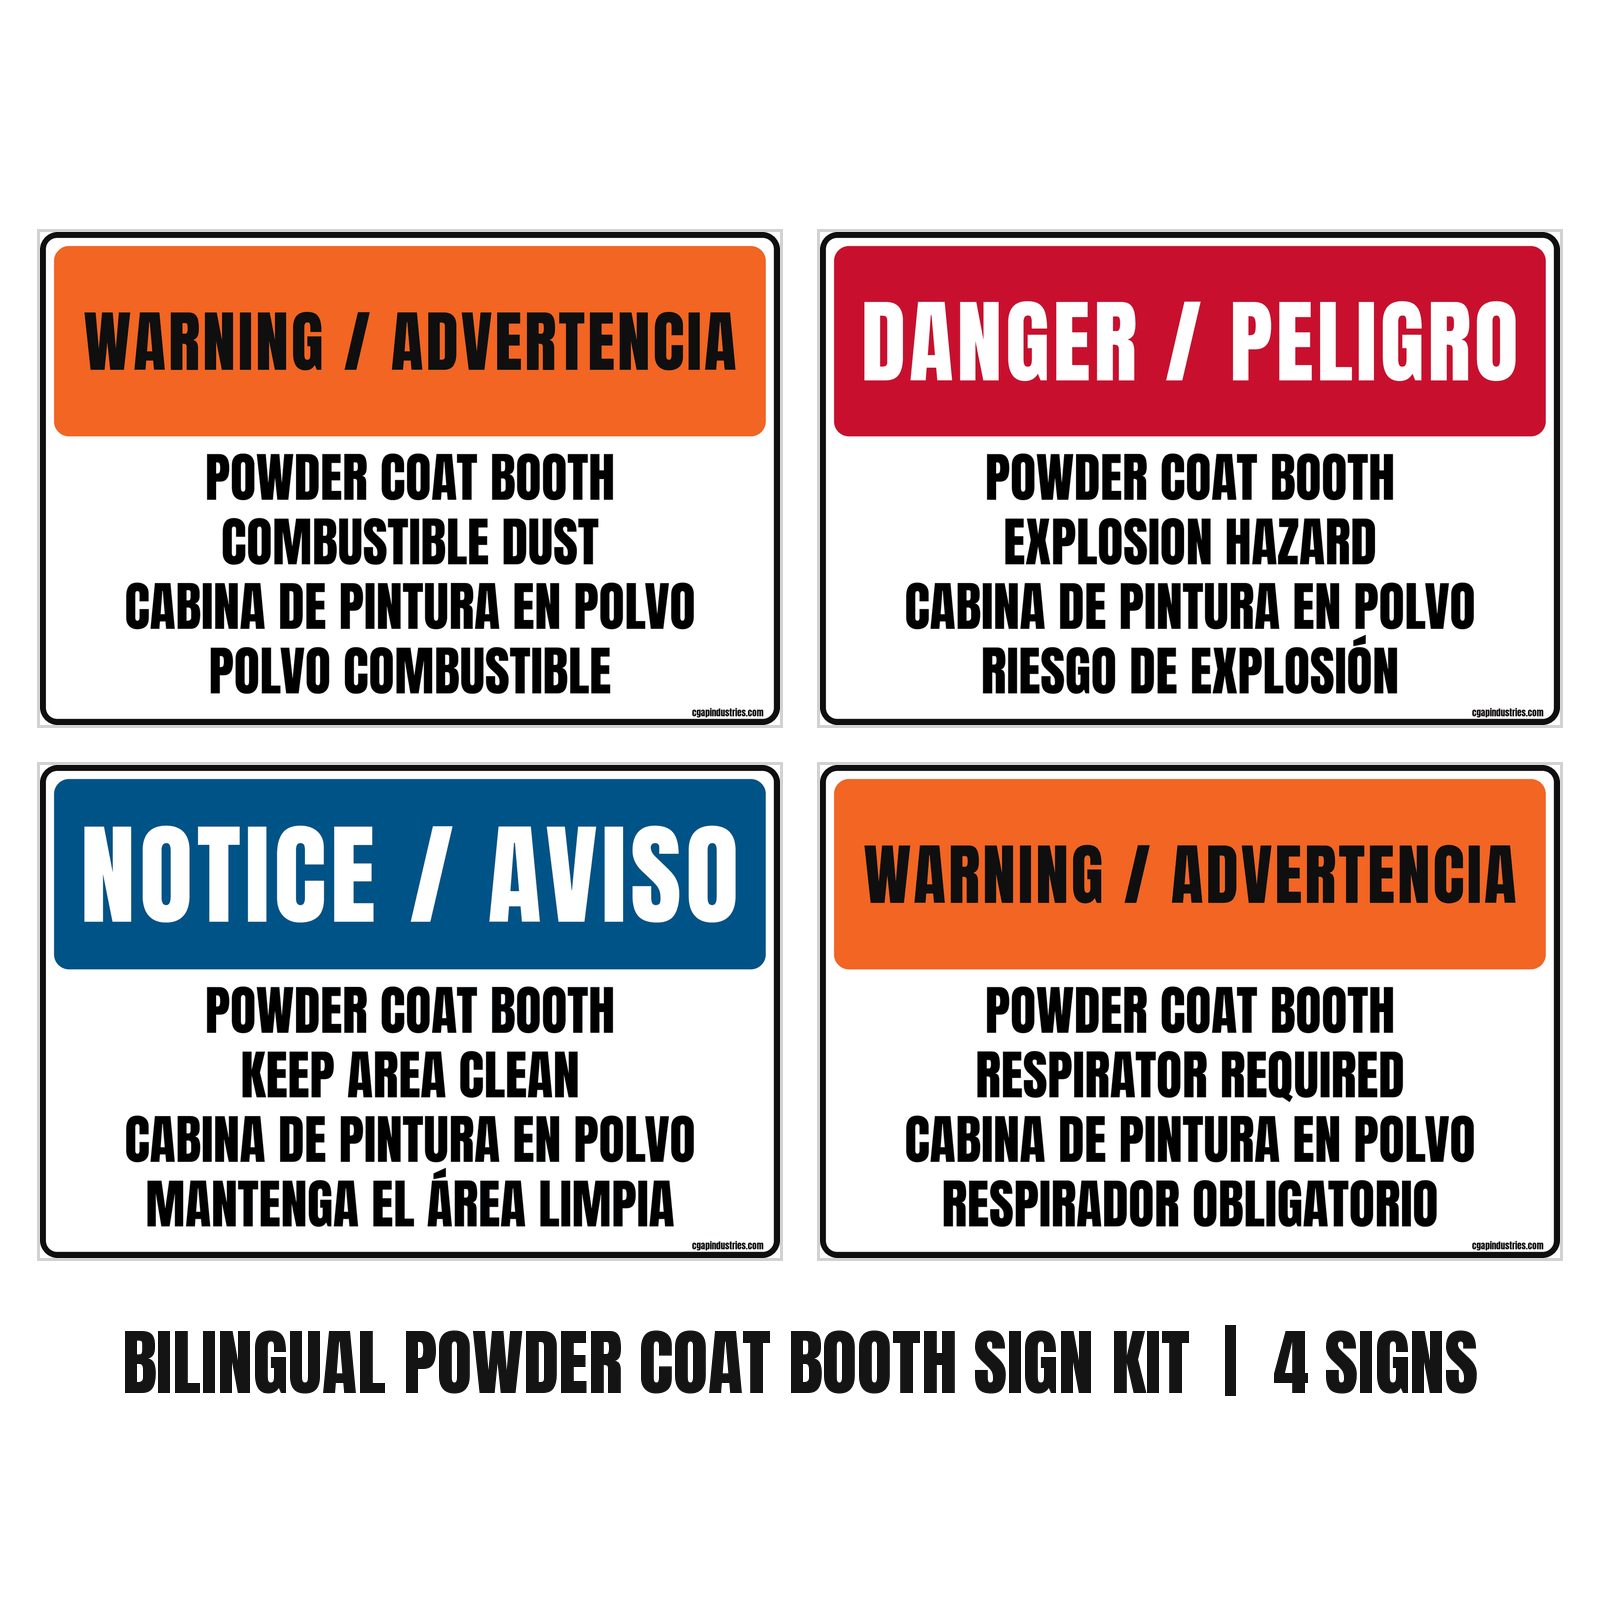 WARNING / ADVERTENCIA
POWDER COAT BOOTH
COMBUSTIBLE DUST
CABINA DE PINTURA EN POLVO
POLVO COMBUSTIBLE
cgapindustries.com
DANGER / PELIGRO
POWDER COAT BOOTH
EXPLOSION HAZARD
CABINA DE PINTURA EN POLVO
RIESGO DE EXPLOSIÓN
cgapindustries.com
NOTICE / AVISO
POWDER COAT BOOTH
KEEP AREA CLEAN
CABINA DE PINTURA EN POLVO
MANTENGA EL ÁREA LIMPIA
cgapindustries.com
WARNING / ADVERTENCIA
POWDER COAT BOOTH
RESPIRATOR REQUIRED
CABINA DE PINTURA EN POLVO
RESPIRADOR OBLIGATORIO
cgapindustries.com
BILINGUAL POWDER COAT BOOTH SIGN KIT | 4 SIGNS